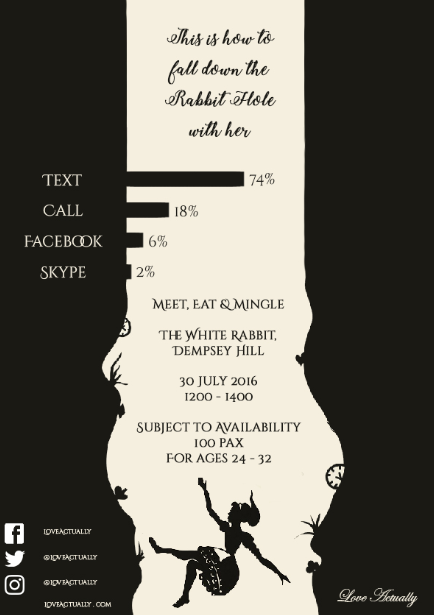 This is how to
fall down the
Rabbit Hole
with her
TEXT 74%
CALL 18%
FACEBOOK 6%
SKYPE 2%
MEET, EAT & MINGLE
THE WHITE RABBIT,
DEMPSEY HILL
30 JULY 2016
1200 - 1400
SUBJECT TO AVAILABILITY
100 PAX
FOR AGES 24 - 32
LOVEACTUALLY
@LOVEACTUALLY
@LOVEACTUALLY
LOVEACTUALLY.COM
Love Actually